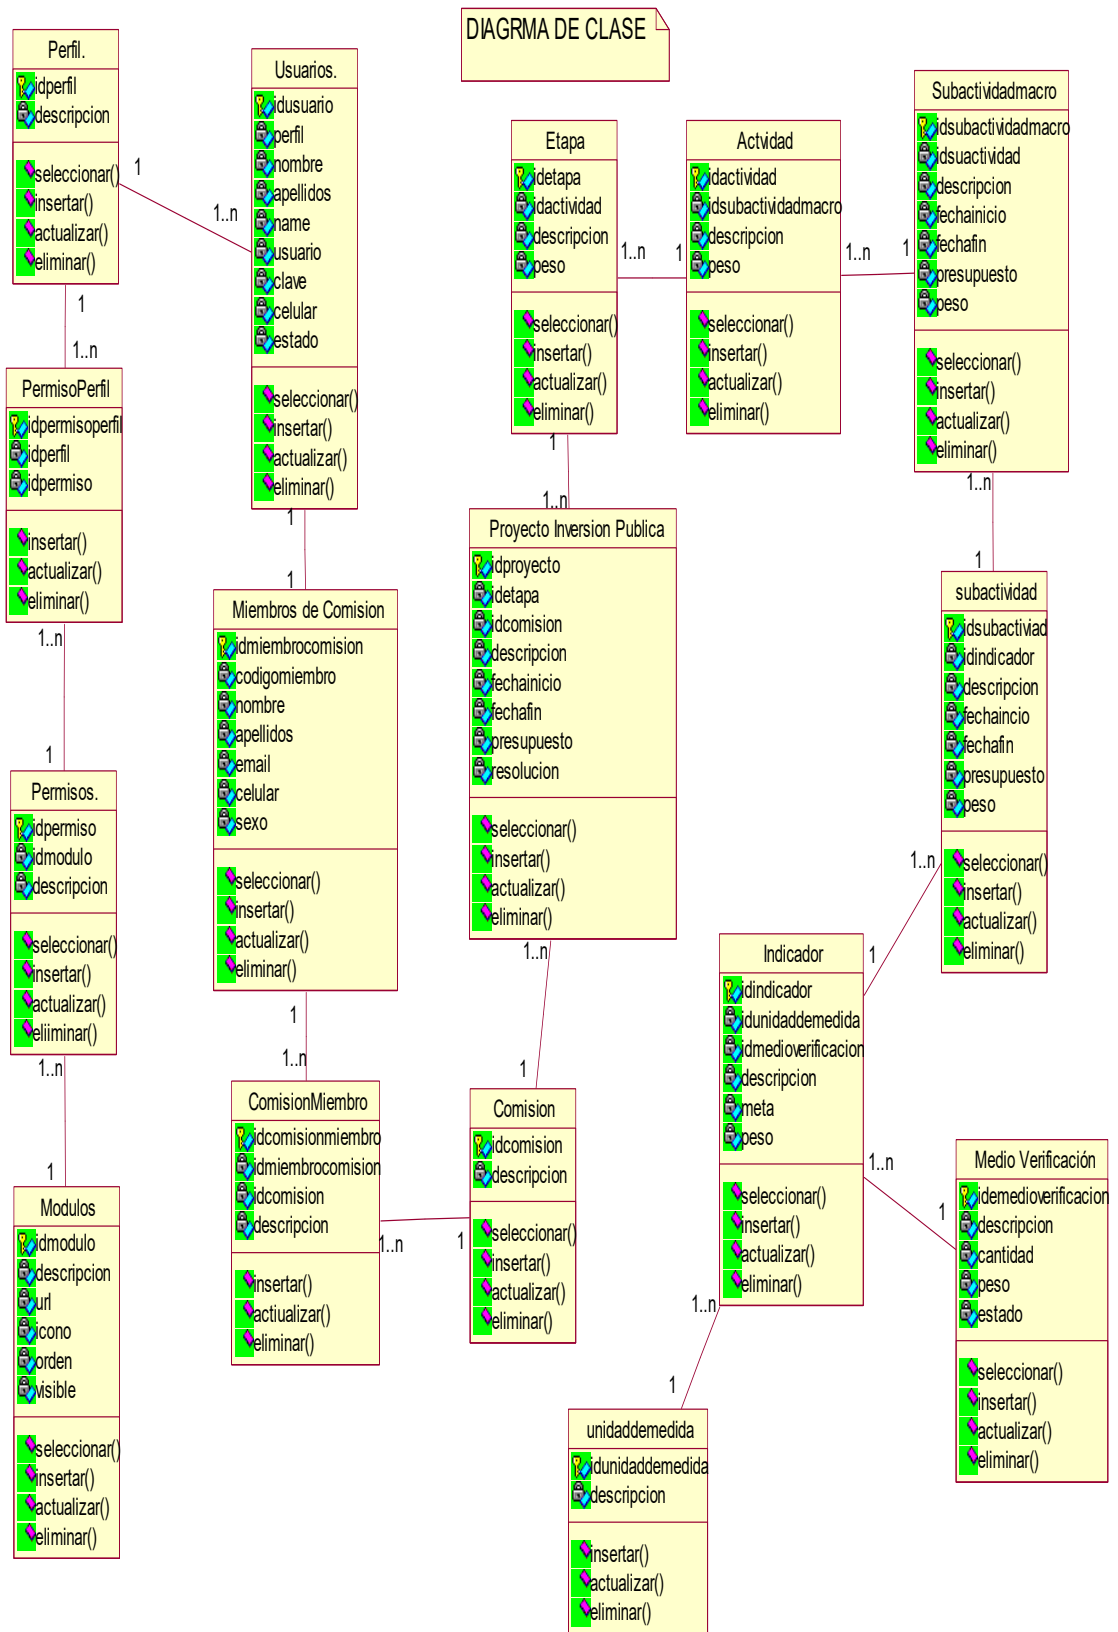 DIAGRMA DE CLASE
Perfil.
idperfil
descripcion
seleccionar()
insertar()
actualizar()
eliminar()
1
1..n
1
1..n
Usuarios.
idusuario
perfil
nombre
apellidos
name
usuario
clave
celular
estado
seleccionar()
insertar()
actualizar()
eliminar()
1
1
Etapa
idetapa
idactividad
descripcion
peso
seleccionar()
insertar()
actualizar()
eliminar()
1..n
1
1
1..n
Actvidad
idactividad
idsubactividadmacro
descripcion
peso
seleccionar()
insertar()
actualizar()
eliminar()
1..n
1
Subactividadmacro
idsubactividadmacro
idsuactividad
descripcion
fechainicio
fechafin
presupuesto
peso
seleccionar()
insertar()
actualizar()
eliminar()
1..n
1
PermisoPerfil
idpermisoperfil
idperfil
idpermiso
insertar()
actualizar()
eliminar()
1..n
1
Miembros de Comision
idmiembrocomision
codigomiembro
nombre
apellidos
email
celular
sexo
seleccionar()
insertar()
actualizar()
eliminar()
1
1..n
Proyecto Inversion Publica
idproyecto
idetapa
idcomision
descripcion
fechainicio
fechafin
presupuesto
resolucion
seleccionar()
insertar()
actualizar()
eliminar()
1..n
1
subactividad
idsubactiviad
idindicador
descripcion
fechaincio
fechafin
presupuesto
peso
seleccionar()
insertar()
actualizar()
eliminar()
1..n
1
Permisos.
idpermiso
idmodulo
descripcion
seleccionar()
insertar()
actualizar()
eliiminar()
1..n
1
Indicador
idindicador
idunidaddemedida
idmedioverificacion
descripcion
meta
peso
seleccionar()
insertar()
actualizar()
eliminar()
1..n
1
1..n
1
ComisionMiembro
idcomisionmiembro
idmiembrocomision
idcomision
descripcion
insertar()
actiualizar()
eliminar()
1..n
1
Comision
idcomision
descripcion
seleccionar()
insertar()
actualizar()
eliminar()
Medio Verificación
idemedioverificacion
descripcion
cantidad
peso
estado
seleccionar()
insertar()
actualizar()
eliminar()
Modulos
idmodulo
descripcion
url
icono
orden
visible
seleccionar()
insertar()
actualizar()
eliminar()
unidaddemedida
idunidaddemedida
descripcion
insertar()
actualizar()
eliminar()